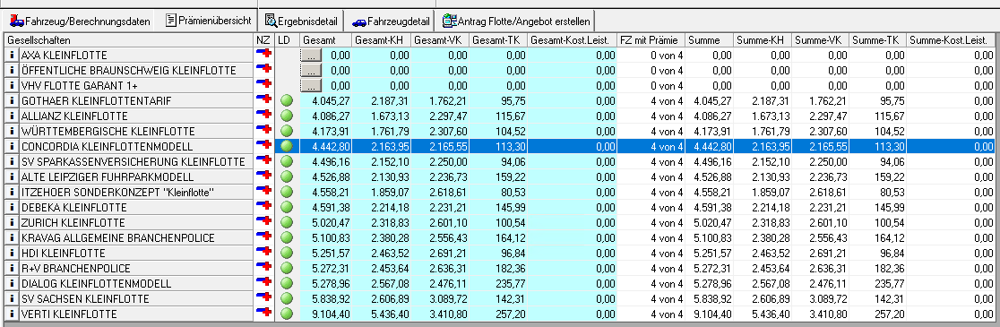 Fahrzeug/Berechnungsdaten Prämienübersicht Ergebnisdetail Fahrzeugdetail Antrag Flotte/Angebot erstellen
Gesellschaften NZ LD Gesamt Gesamt-KH Gesamt-VK Gesamt-TK Gesamt-Kost.Leist. FZ mit Prämie Summe Summe-KH Summe-VK Summe-TK Summe-Kost.Leist.
i AXA KLEINFLOTTE ... 0,00 0,00 0,00 0,00 0,00 0 von 4 0,00 0,00 0,00 0,00 0,00
i ÖFFENTLICHE BRAUNSCHWEIG KLEINFLOTTE ... 0,00 0,00 0,00 0,00 0,00 0 von 4 0,00 0,00 0,00 0,00 0,00
i VHV FLOTTE GARANT 1+ ... 0,00 0,00 0,00 0,00 0,00 0 von 4 0,00 0,00 0,00 0,00 0,00
i GOTHAER KLEINFLOTTENTARIF 4.045,27 2.187,31 1.762,21 95,75 0,00 4 von 4 4.045,27 2.187,31 1.762,21 95,75 0,00
i ALLIANZ KLEINFLOTTE 4.086,27 1.673,13 2.297,47 115,67 0,00 4 von 4 4.086,27 1.673,13 2.297,47 115,67 0,00
i WÜRTTEMBERGISCHE KLEINFLOTTE 4.173,91 1.761,79 2.307,60 104,52 0,00 4 von 4 4.173,91 1.761,79 2.307,60 104,52 0,00
i CONCORDIA KLEINFLOTTENMODELL 4.442,80 2.163,95 2.165,55 113,30 0,00 4 von 4 4.442,80 2.163,95 2.165,55 113,30 0,00
i SV SPARKASSENVERSICHERUNG KLEINFLOTTE 4.496,16 2.152,10 2.250,00 94,06 0,00 4 von 4 4.496,16 2.152,10 2.250,00 94,06 0,00
i ALTE LEIPZIGER FUHRPARKMODELL 4.526,88 2.130,93 2.236,73 159,22 0,00 4 von 4 4.526,88 2.130,93 2.236,73 159,22 0,00
i ITZEHOER SONDERKONZEPT "Kleinflotte" 4.558,21 1.859,07 2.618,61 80,53 0,00 4 von 4 4.558,21 1.859,07 2.618,61 80,53 0,00
i DEBEKA KLEINFLOTTE 4.591,38 2.214,18 2.231,21 145,99 0,00 4 von 4 4.591,38 2.214,18 2.231,21 145,99 0,00
i ZURICH KLEINFLOTTE 5.020,47 2.318,83 2.601,10 100,54 0,00 4 von 4 5.020,47 2.318,83 2.601,10 100,54 0,00
i KRAVAG ALLGEMEINE BRANCHENPOLICE 5.100,83 2.380,28 2.556,43 164,12 0,00 4 von 4 5.100,83 2.380,28 2.556,43 164,12 0,00
i HDI KLEINFLOTTE 5.251,57 2.463,52 2.691,21 96,84 0,00 4 von 4 5.251,57 2.463,52 2.691,21 96,84 0,00
i R+V BRANCHENPOLICE 5.272,31 2.453,64 2.636,31 182,36 0,00 4 von 4 5.272,31 2.453,64 2.636,31 182,36 0,00
i DIALOG KLEINFLOTTENMODELL 5.278,96 2.567,08 2.476,11 235,77 0,00 4 von 4 5.278,96 2.567,08 2.476,11 235,77 0,00
i SV SACHSEN KLEINFLOTTE 5.838,92 2.606,89 3.089,72 142,31 0,00 4 von 4 5.838,92 2.606,89 3.089,72 142,31 0,00
i VERTI KLEINFLOTTE 9.104,40 5.436,40 3.410,80 257,20 0,00 4 von 4 9.104,40 5.436,40 3.410,80 257,20 0,00